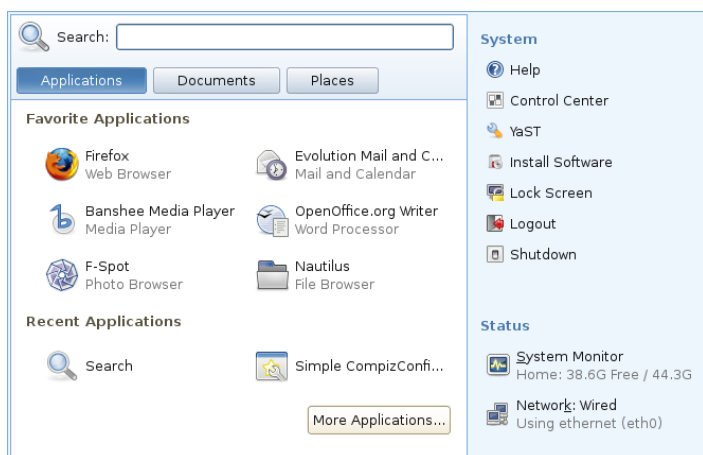 Search:
Applications
Documents
Places
Favorite Applications
Firefox
Web Browser
Evolution Mail and C...
Mail and Calendar
Banshee Media Player
Media Player
OpenOffice.org Writer
Word Processor
F-Spot
Photo Browser
Nautilus
File Browser
Recent Applications
Search
Simple CompizConfi...
More Applications...
System
Help
Control Center
YaST
Install Software
Lock Screen
Logout
Shutdown
Status
System Monitor
Home: 38.6G Free / 44.3G
Network: Wired
Using ethernet (eth0)